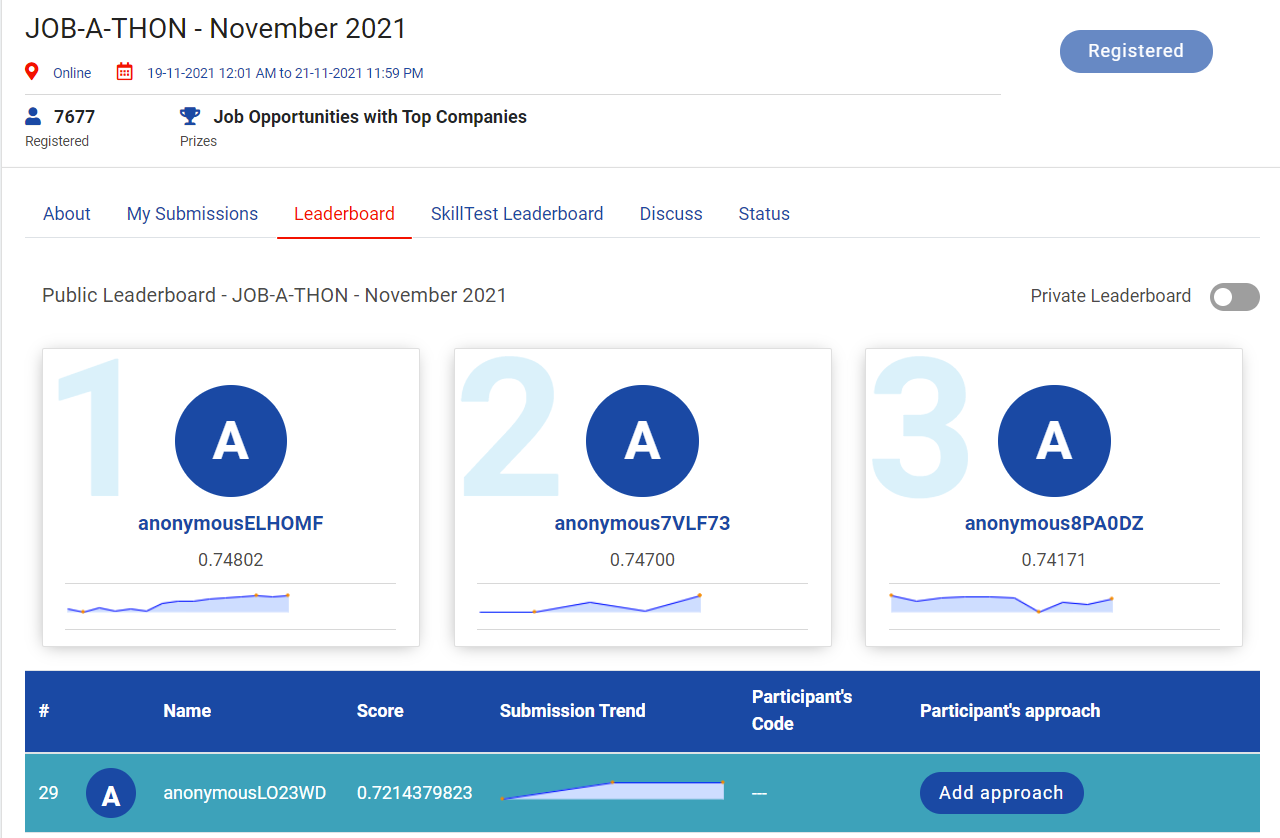 JOB-A-THON - November 2021
Registered
Online 19-11-2021 12:01 AM to 21-11-2021 11:59 PM
7677 Job Opportunities with Top Companies
Registered Prizes
About My Submissions Leaderboard SkillTest Leaderboard Discuss Status
Public Leaderboard - JOB-A-THON - November 2021 Private Leaderboard
1 A 2 A 3 A
anonymousELHOMF anonymous7VLF73 anonymous8PA0DZ
0.74802 0.74700 0.74171
# Name Score Submission Trend Participant's Code Participant's approach
29 A anonymousLO23WD 0.7214379823 --- Add approach